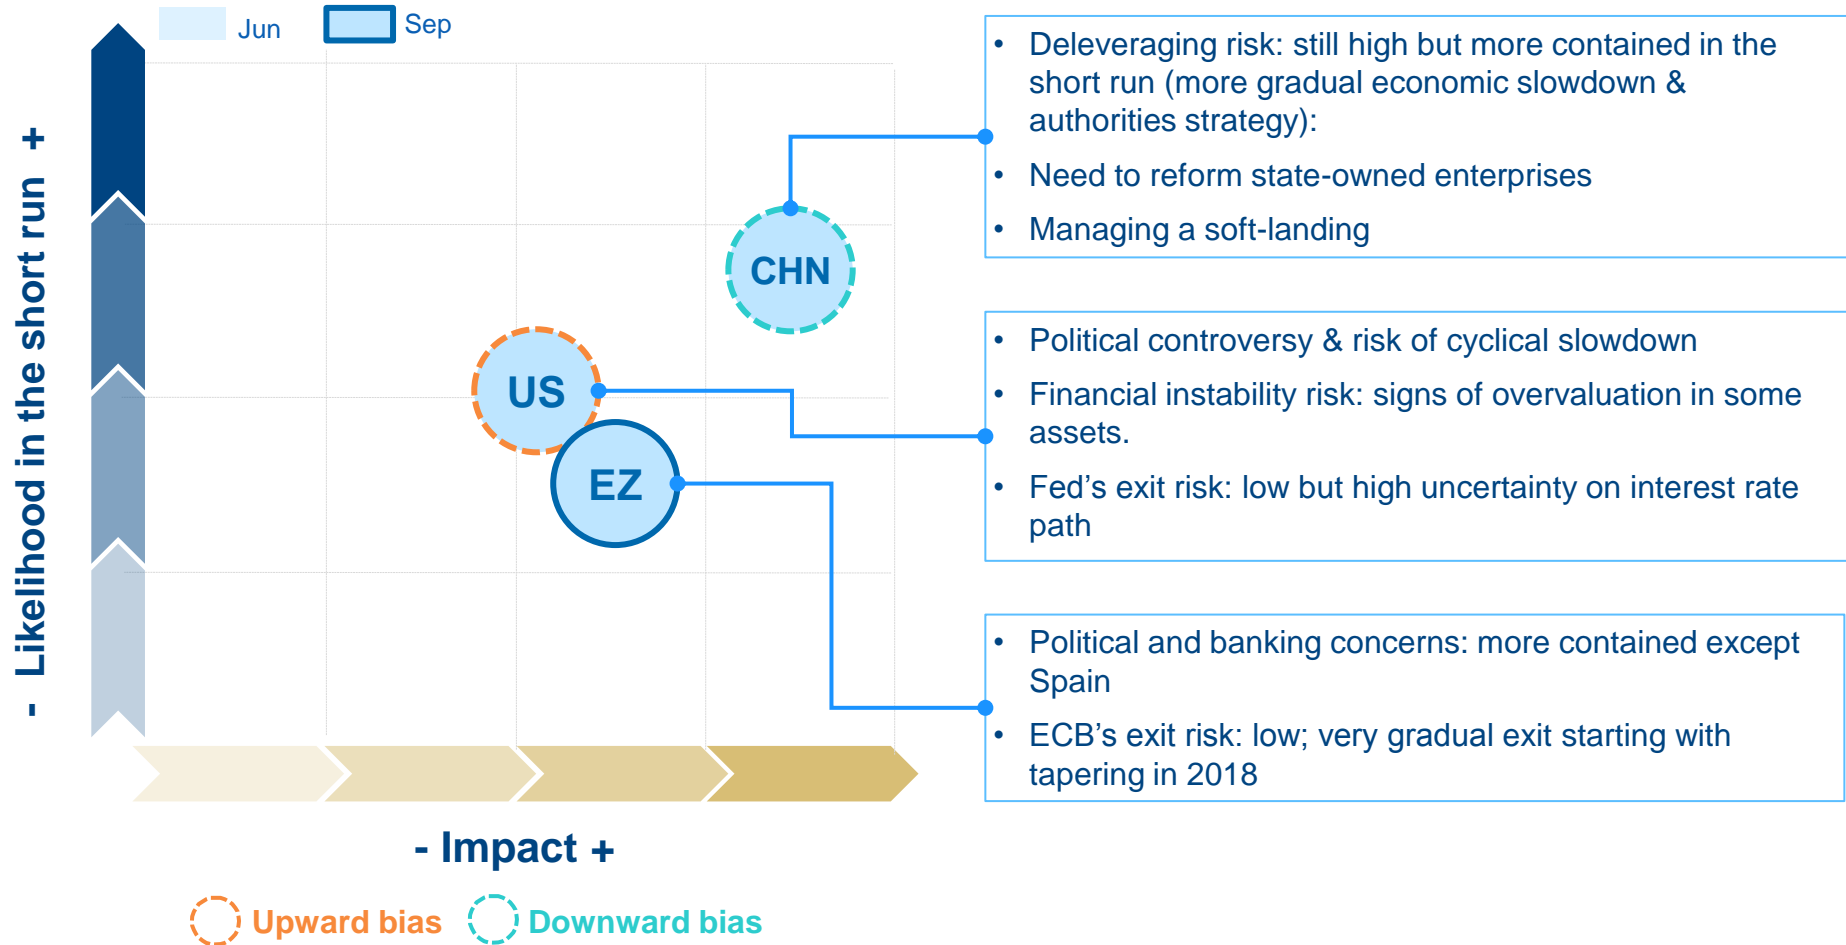 Jun
Sep
- Likelihood in the short run +
CHN
US
EZ
- Impact +
Upward bias
Downward bias
• Deleveraging risk: still high but more contained in the
short run (more gradual economic slowdown &
authorities strategy):
• Need to reform state-owned enterprises
• Managing a soft-landing
• Political controversy & risk of cyclical slowdown
• Financial instability risk: signs of overvaluation in some
assets.
• Fed’s exit risk: low but high uncertainty on interest rate
path
• Political and banking concerns: more contained except
Spain
• ECB’s exit risk: low; very gradual exit starting with
tapering in 2018